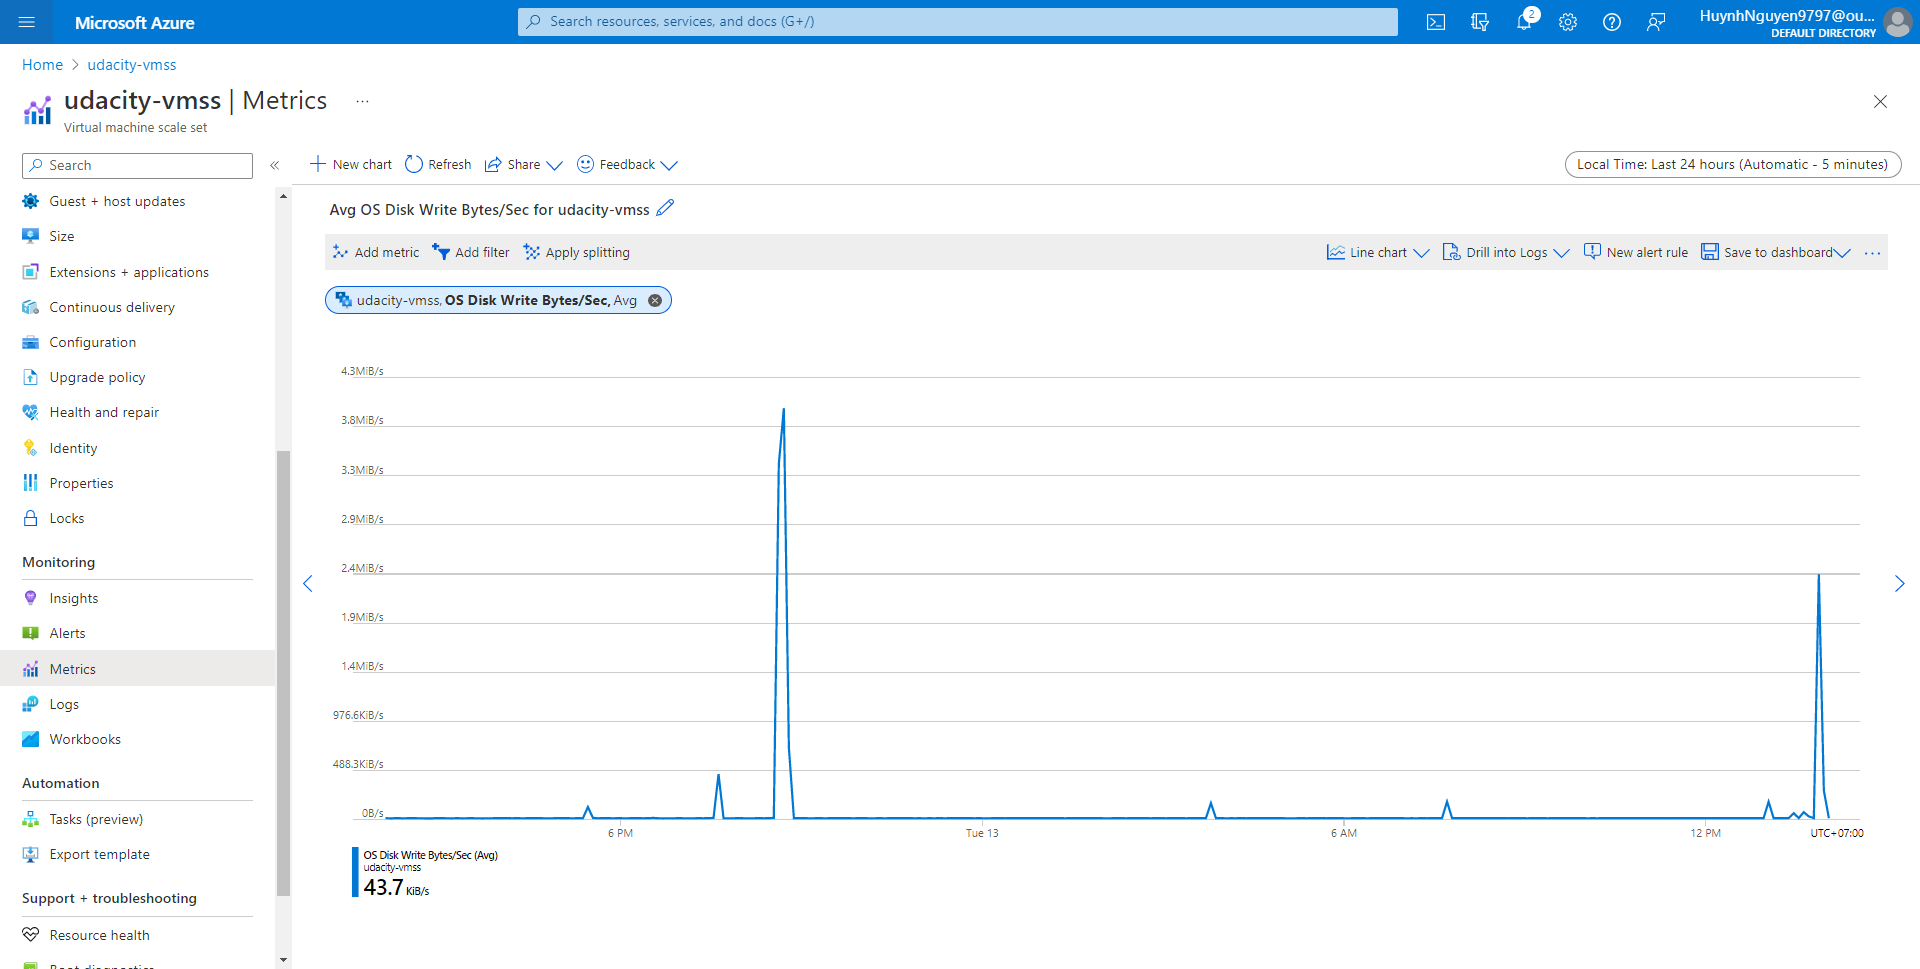 Microsoft Azure
Search resources, services, and docs (G+/)
2
HuynhNguyen9797@ou...
DEFAULT DIRECTORY
Home > udacity-vmss
udacity-vmss | Metrics ...
Virtual machine scale set
Search
«
New chart
Refresh
Share
Feedback
Local Time: Last 24 hours (Automatic - 5 minutes)
Guest + host updates
Size
Extensions + applications
Continuous delivery
Configuration
Upgrade policy
Health and repair
Identity
Properties
Locks
Monitoring
Insights
Alerts
Metrics
Logs
Workbooks
Automation
Tasks (preview)
Export template
Support + troubleshooting
Resource health
Boot diagnostics
Avg OS Disk Write Bytes/Sec for udacity-vmss
Add metric
Add filter
Apply splitting
Line chart
Drill into Logs
New alert rule
Save to dashboard
...
udacity-vmss, OS Disk Write Bytes/Sec, Avg
4.3MiB/s
3.8MiB/s
3.3MiB/s
2.9MiB/s
2.4MiB/s
1.9MiB/s
1.4MiB/s
976.6KiB/s
488.3KiB/s
0B/s
6 PM
Tue 13
6 AM
12 PM
UTC+07:00
OS Disk Write Bytes/Sec (Avg)
udacity-vmss
43.7 KiB/s